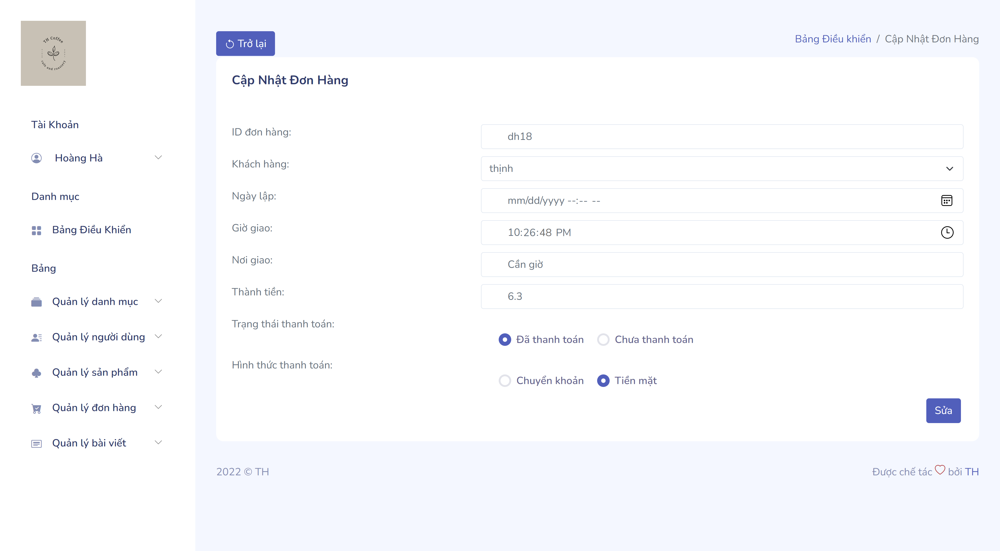 TH Coffee
cafe and roastery
Tài Khoản
Hoàng Hà
Danh mục
Bảng Điều Khiển
Bảng
Quản lý danh mục
Quản lý người dùng
Quản lý sản phẩm
Quản lý đơn hàng
Quản lý bài viết
Trở lại
Bảng Điều khiển / Cập Nhật Đơn Hàng
Cập Nhật Đơn Hàng
ID đơn hàng: dh18
Khách hàng: thịnh
Ngày lập: mm/dd/yyyy --:-- --
Giờ giao: 10:26:48 PM
Nơi giao: Cần giờ
Thành tiền: 6.3
Trạng thái thanh toán:
Đã thanh toán Chưa thanh toán
Hình thức thanh toán:
Chuyển khoản Tiền mặt
Sửa
2022 © TH
Được chế tác bởi TH